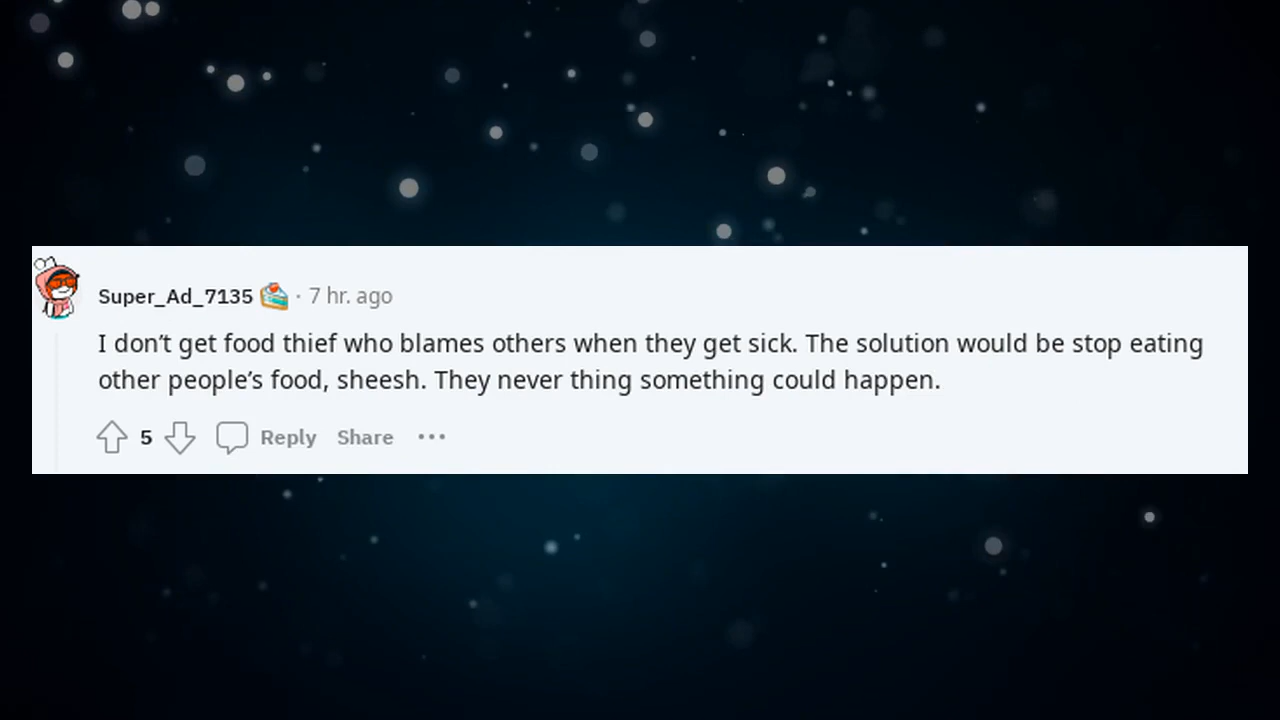 Super_Ad_7135 🍰 · 7 hr. ago
I don't get food thief who blames others when they get sick. The solution would be stop eating
other people's food, sheesh. They never thing something could happen.
5 Reply Share ···